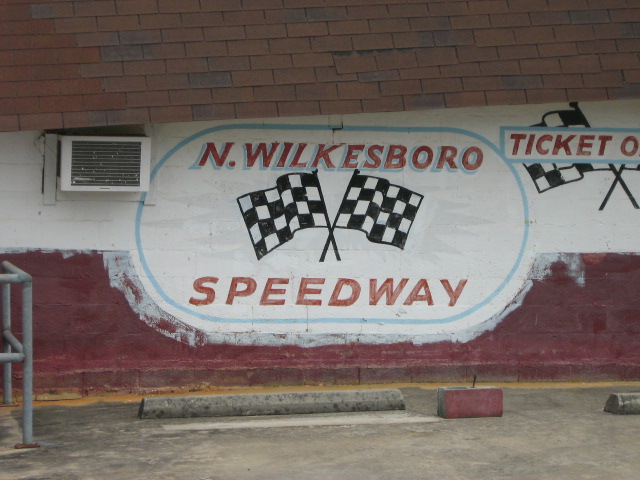 N. WILKESBORO
SPEEDWAY
TICKET O